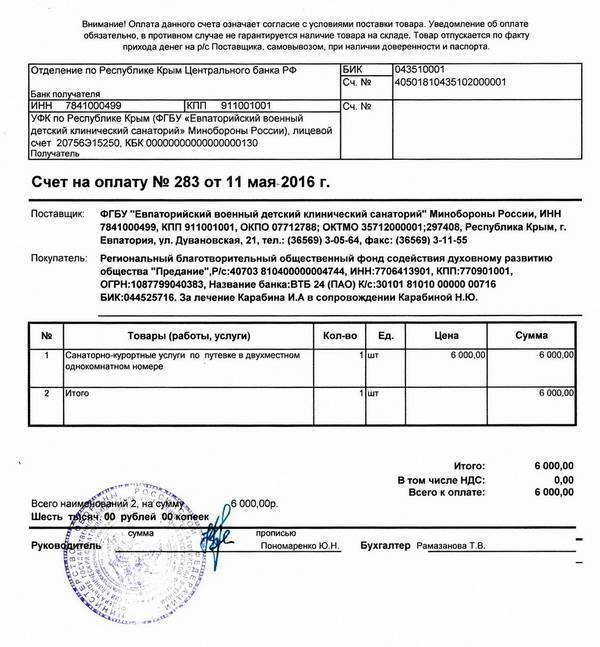 Внимание! Оплата данного счета означает согласие с условиями поставки товара. Уведомление об оплате
обязательно, в противном случае не гарантируется наличие товара на складе. Товар отпускается по факту
прихода денег на р/с Поставщика, самовывозом, при наличии доверенности и паспорта.
Отделение по Республике Крым Центрального банка РФ БИК 043510001
Сч. № 40501810435102000001
Банк получателя
ИНН 7841000499 КПП 911001001 Сч. №
УФК по Республике Крым (ФГБУ «Евпаторийский военный
детский клинический санаторий» Минобороны России), лицевой
счет 20756Э15250, КБК 00000000000000000130
Получатель
Счет на оплату № 283 от 11 мая 2016 г.
Поставщик: ФГБУ "Евпаторийский военный детский клинический санаторий" Минобороны России, ИНН
7841000499, КПП 911001001, ОКПО 07712788; ОКТМО 35712000001;297408, Республика Крым, г.
Евпатория, ул. Дувановская, 21, тел.: (36569) 3-05-64, факс: (36569) 3-11-55
Покупатель: Региональный благотворительный общественный фонд содействия духовному развитию
общества "Предание",Р/с:40703 810400000004744, ИНН:7706413901, КПП:770901001,
ОГРН:1087799040383, Название банка:ВТБ 24 (ПАО) К/с:30101 81010 00000 00716
БИК:044525716. За лечение Карабина И.А в сопровождении Карабиной Н.Ю.
№ Товары (работы, услуги) Кол-во Ед. Цена Сумма
1 Санаторно-курортные услуги по путевке в двухместном 1 шт 6 000,00 6 000,00
однокомнатном номере
2 Итого 1 шт 6 000,00
Итого: 6 000,00
В том числе НДС: 0,00
Всего к оплате: 6 000,00
Всего наименований 2, на сумму 6 000,00р.
Шесть тысяч 00 рублей 00 копеек
сумма прописью
Руководитель Пономаренко Ю.Н. Бухгалтер Рамазанова Т.В.